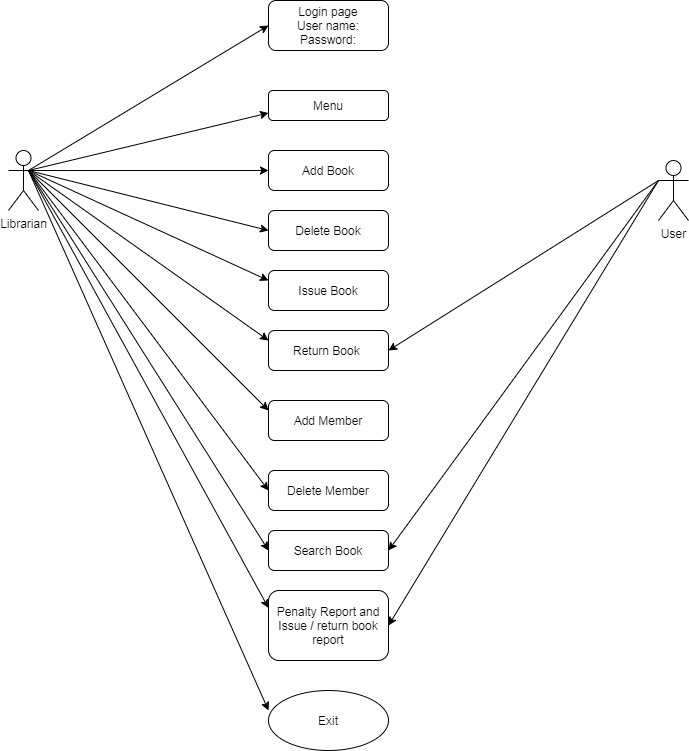 Login page
User name:
Password:
Menu
Add Book
Librarian
Delete Book
User
Issue Book
Return Book
Add Member
Delete Member
Search Book
Penalty Report and
Issue / return book
report
Exit